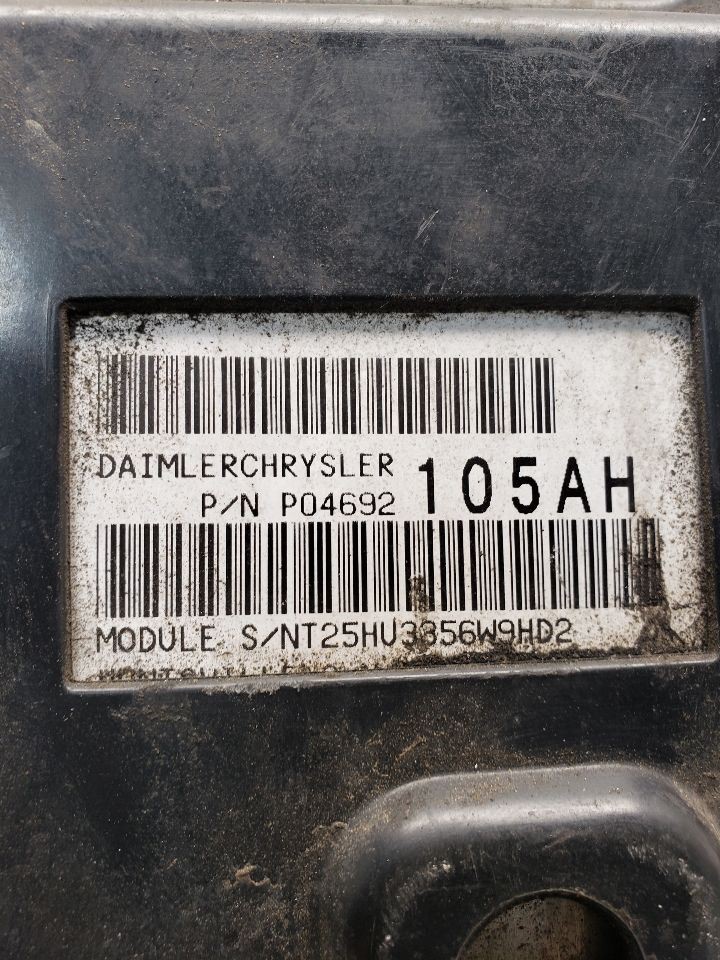 DAIMLERCHRYSLER
P/N P04692 105AH
MODULE S/NT25HU3356W9HD2